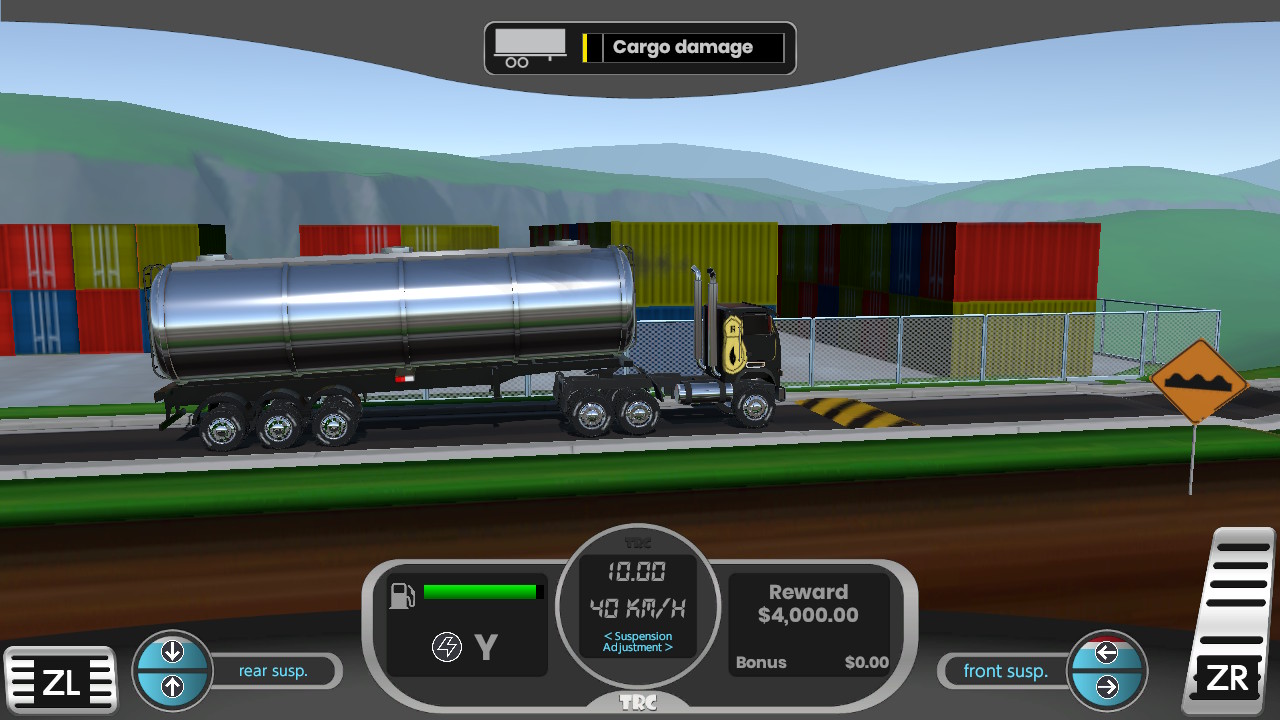 Cargo damage
TRC
10.00
40 KM/H
< Suspension
Adjustment >
Reward
$4,000.00
Bonus $0.00
Y
ZL
rear susp.
front susp.
ZR
TRC